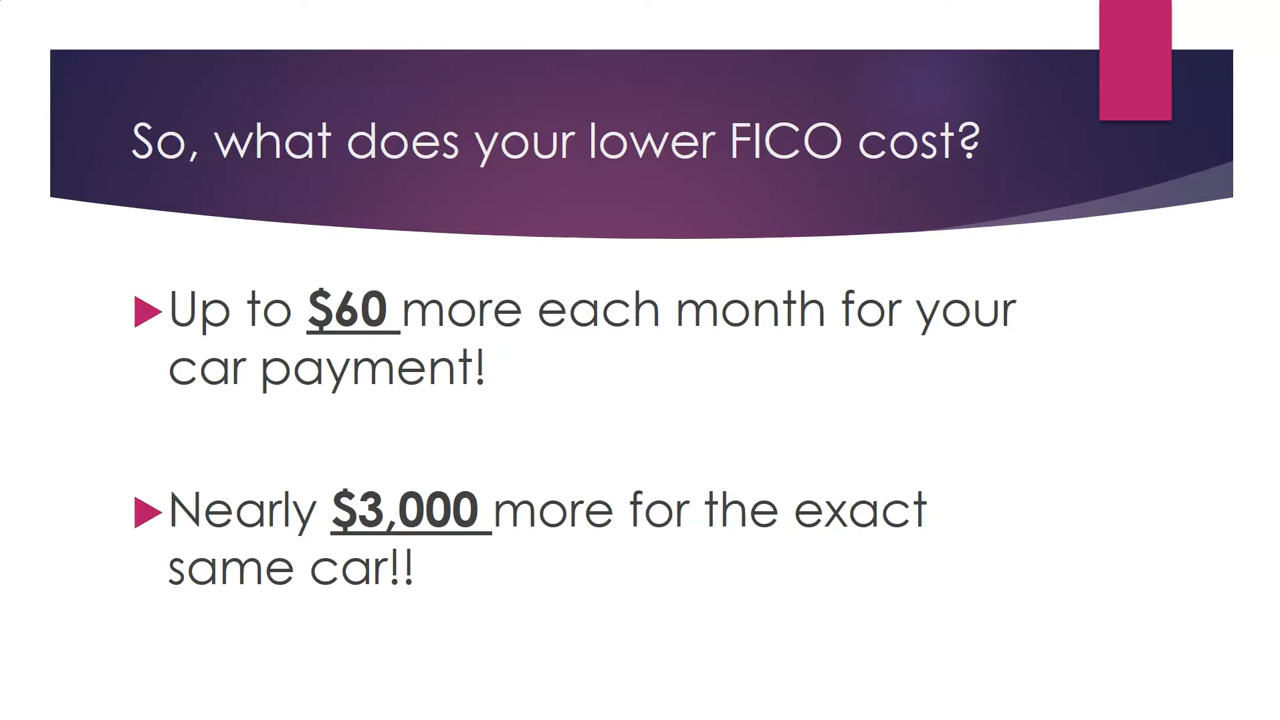 So, what does your lower FICO cost?
Up to $60 more each month for your
car payment!
Nearly $3,000 more for the exact
same car!!